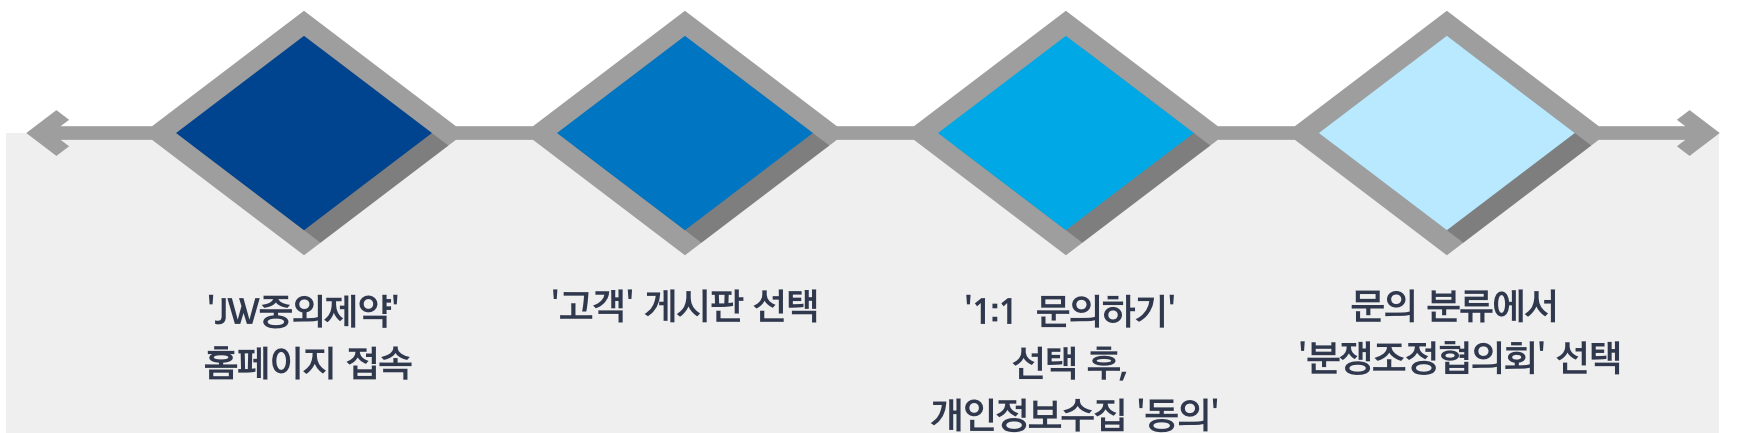 'JW중외제약'
홈페이지 접속
'고객' 게시판 선택
'1:1 문의하기'
선택 후,
개인정보수집 '동의'
문의 분류에서
'분쟁조정협의회' 선택